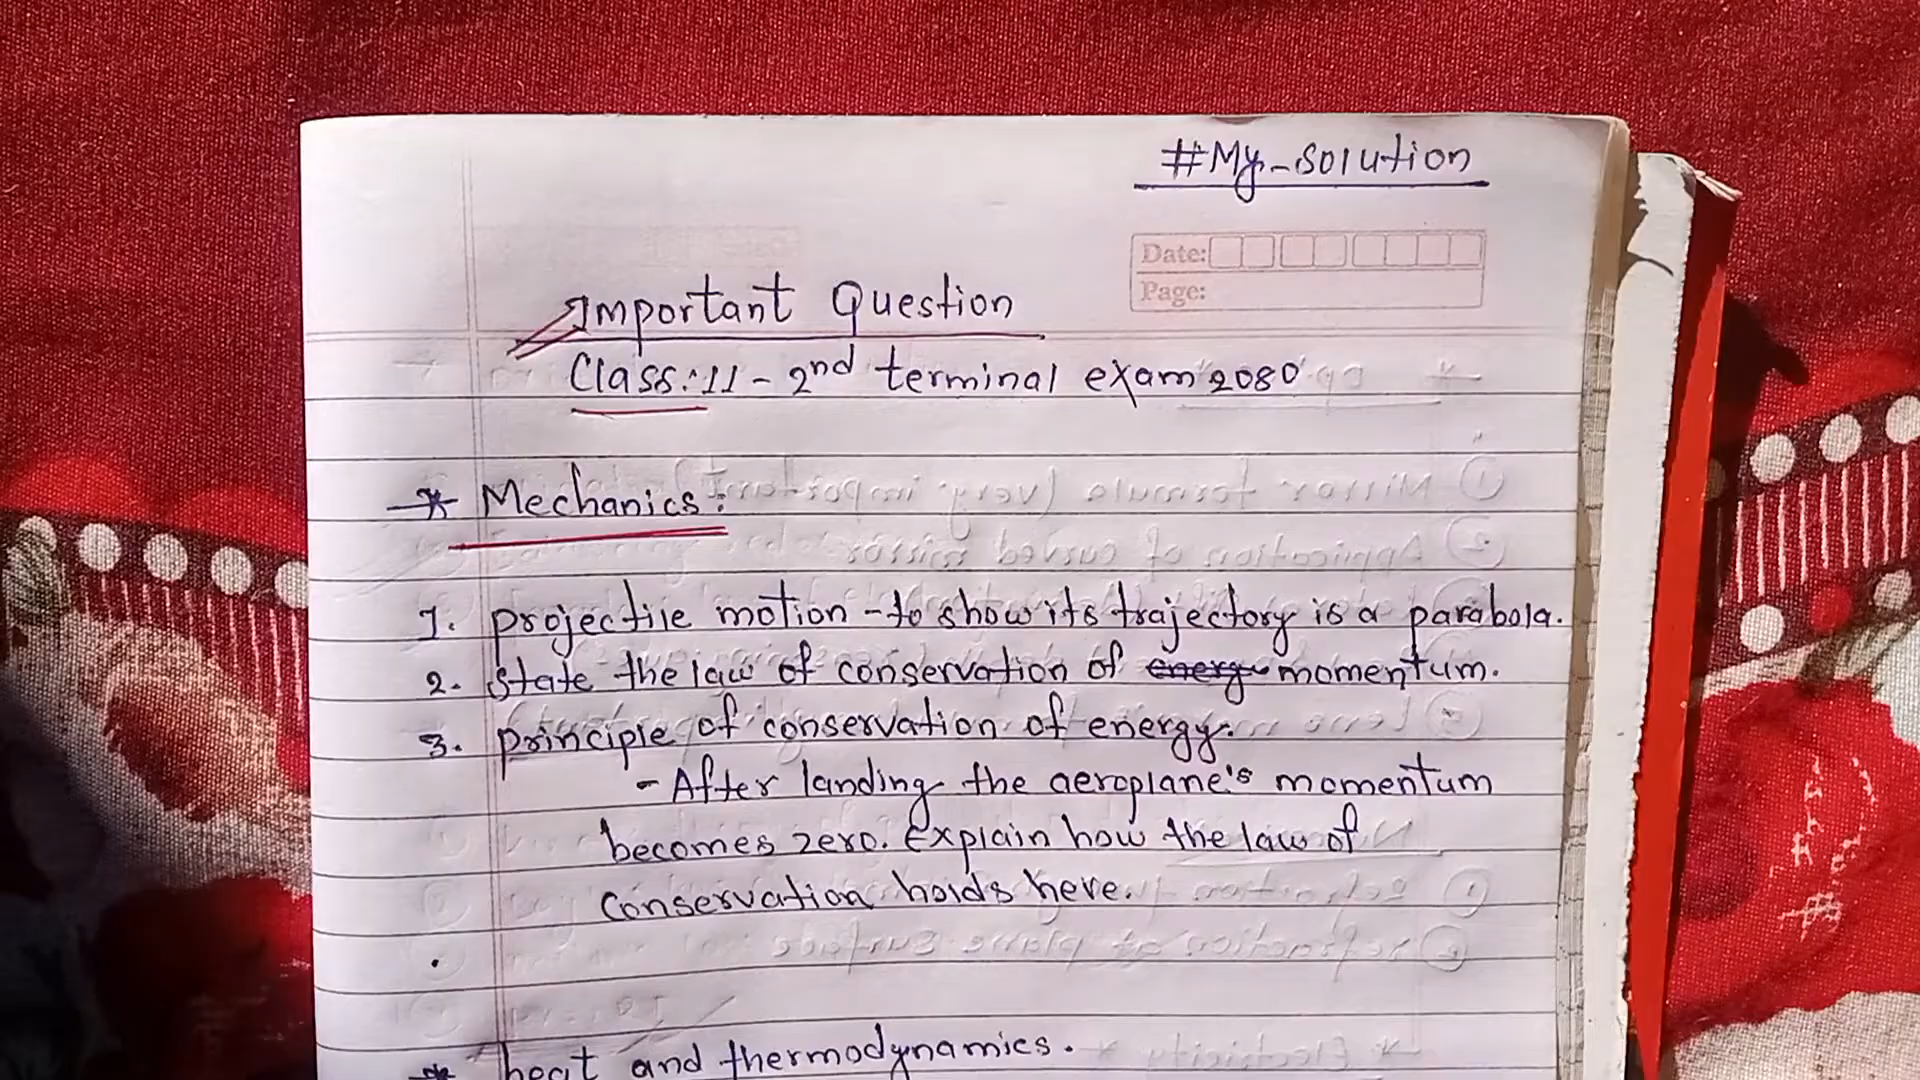 #My-solution
Date:
Page:
Important Question
Class:11 - 2nd terminal exam 2080
* Mechanics:
1. projectile motion - to show its trajectory is a parabola.
2. state the law of conservation of energy momentum.
3. principle of conservation of energy.
- After landing the aeroplane's momentum
becomes zero. Explain how the law of
conservation holds here.
* heat and thermodynamics.